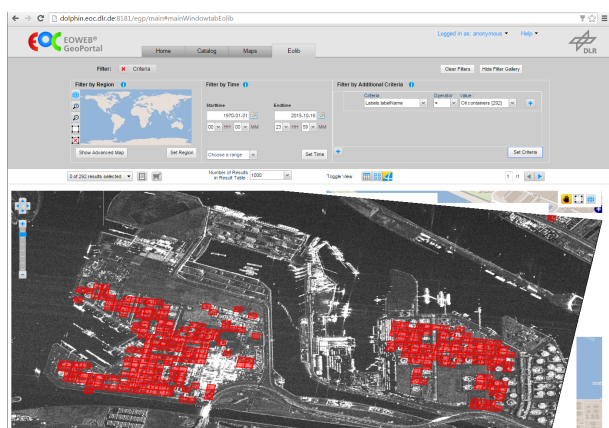 dolphin.eoc.dlr.de:8181/egp/main#mainWindowtabEolib
Logged in as: anonymous Help
EOC EOWEB®
GeoPortal
Home Catalog Maps Eolib
DLR
Filter: Criteria
Clear Filters Hide Filter Gallery
Filter by Region
Filter by Time
Filter by Additional Criteria
Criteria Operator Value
Labels.labelName = Oil containers [292]
Starttime Endtime
1970-01-01 2015-10-16
00 HH 00 MM 23 HH 59 MM
Show Advanced Map Set Region Choose a range Set Time Set Criteria
0 of 292 results selected
Number of Results
in Result Table: 1000
Toggle View
1 /1